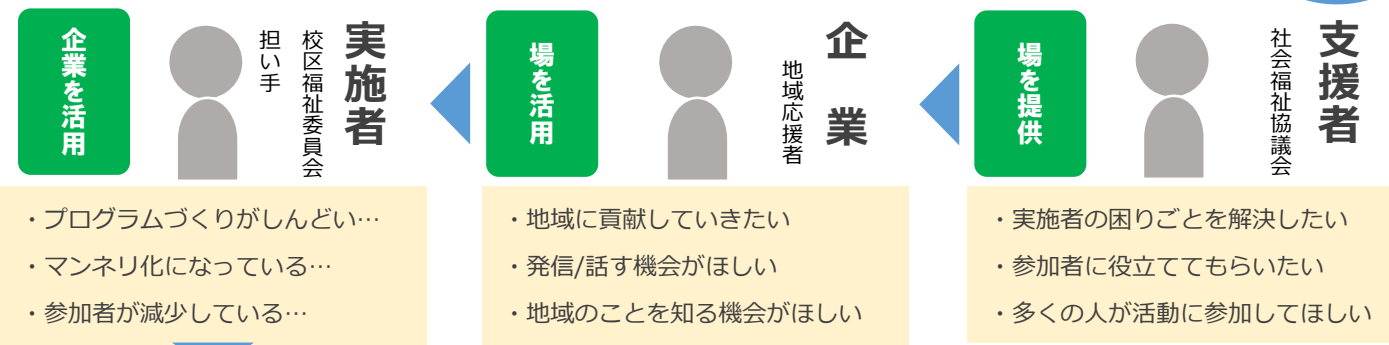 支援者
社会福祉協議会
場を提供
・実施者の困りごとを解決したい
・参加者に役立ててもらいたい
・多くの人が活動に参加してほしい
企業
地域応援者
場を活用
・地域に貢献していきたい
・発信/話す機会がほしい
・地域のことを知る機会がほしい
実施者
校区福祉委員会
担い手
企業を活用
・プログラムづくりがしんどい…
・マンネリ化になっている…
・参加者が減少している…